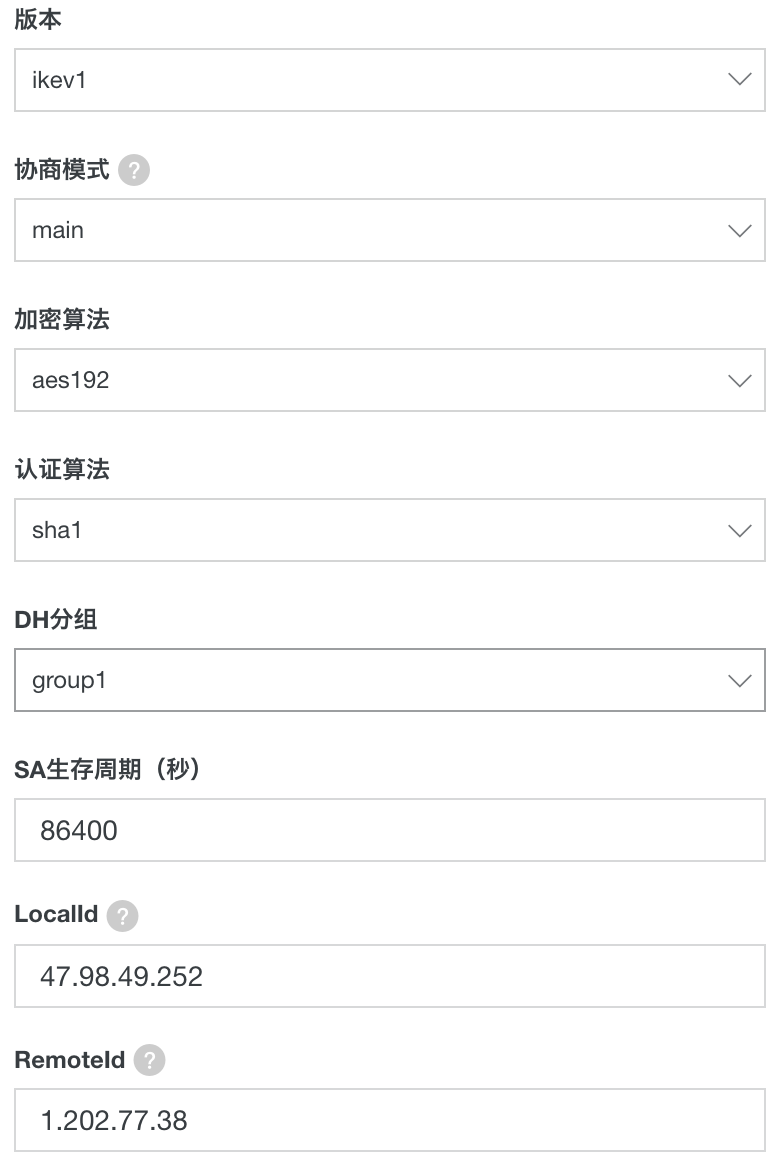 版本
ikev1
协商模式 ?
main
加密算法
aes192
认证算法
sha1
DH分组
group1
SA生存周期（秒）
86400
LocalId ?
47.98.49.252
RemoteId ?
1.202.77.38